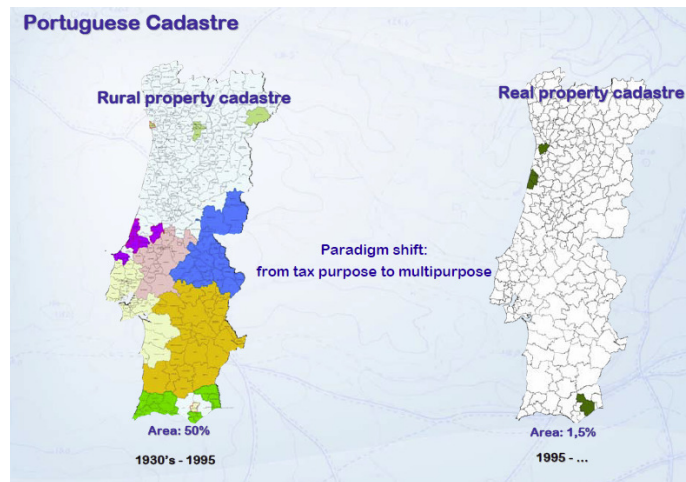 Portuguese Cadastre
Rural property cadastre
Real property cadastre
Paradigm shift:
from tax purpose to multipurpose
Area: 50%
Area: 1,5%
1930's - 1995
1995 - ...